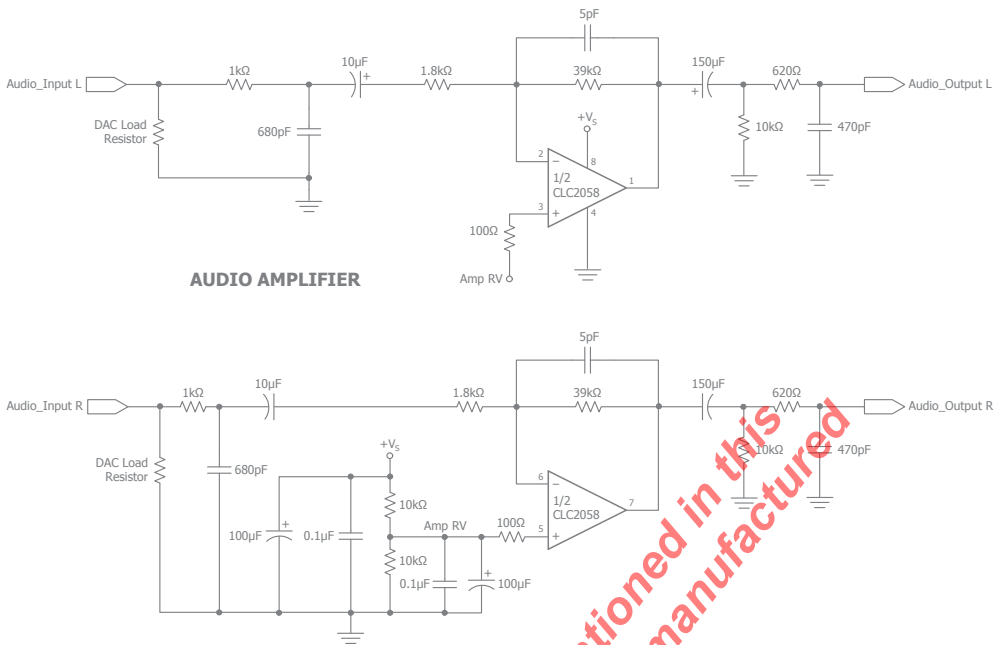 5pF
1kΩ
10µF
+
1.8kΩ
39kΩ
150µF
+
620Ω
Audio_Input L
Audio_Output L
DAC Load
Resistor
680pF
+VS
10kΩ
470pF
2
−
8
1/2
CLC2058
1
3
+
4
100Ω
Amp RV
AUDIO AMPLIFIER
5pF
1kΩ
10µF
1.8kΩ
39kΩ
150µF
620Ω
Audio_Input R
Audio_Output R
DAC Load
Resistor
680pF
+VS
10kΩ
470pF
6
−
1/2
CLC2058
7
5
+
10kΩ
Amp RV
100Ω
100µF
+
0.1µF
10kΩ
0.1µF
+
100µF
tioned in this
manufactured